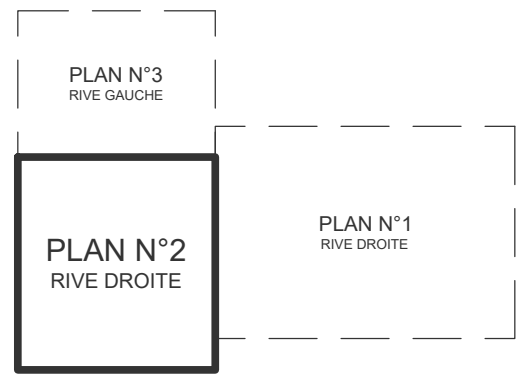 PLAN N°3
RIVE GAUCHE
PLAN N°2
RIVE DROITE
PLAN N°1
RIVE DROITE